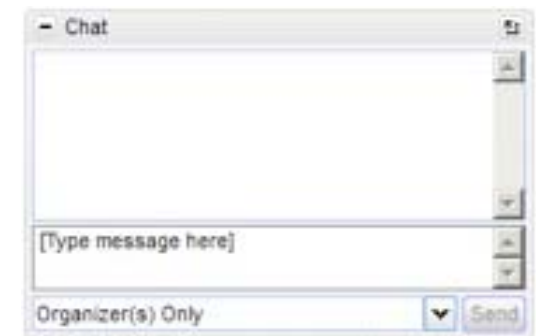 Chat
[Type message here]
Organizer(s) Only
Send